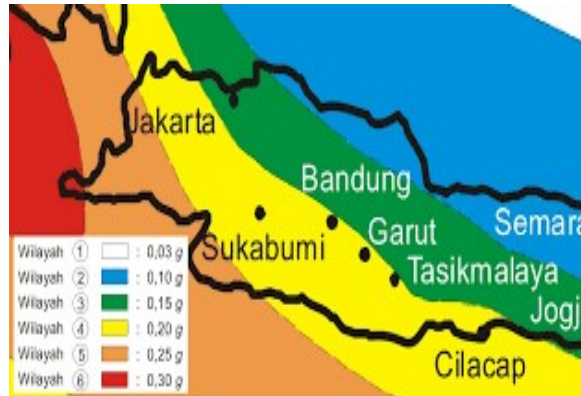 Jakarta
Bandung
Semara
Sukabumi
Garut
Tasikmalaya
Jogj
Cilacap
Wilayah 1 : 0,03 g
Wilayah 2 : 0,10 g
Wilayah 3 : 0,15 g
Wilayah 4 : 0,20 g
Wilayah 5 : 0,25 g
Wilayah 6 : 0,30 g